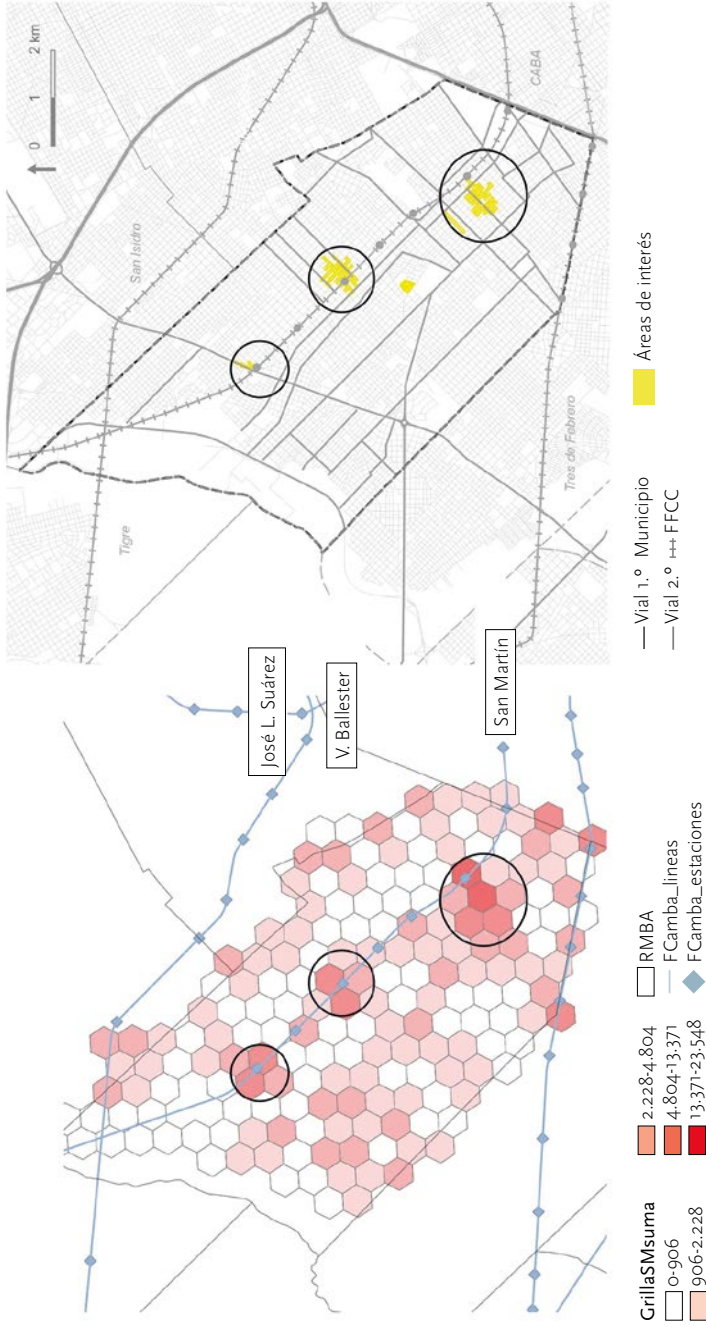 José L. Suárez
V. Ballester
San Martín
GrillaSMsuma
0-906
906-2.228
2.228-4.804
4.804-13.371
13.371-23.548
RMBA
FCamba_lineas
FCamba_estaciones
0 1 2 km
San Isidro
Tigre
CABA
Tres de Febrero
Vial 1.º Municipio
Vial 2.º FFCC
Áreas de interés